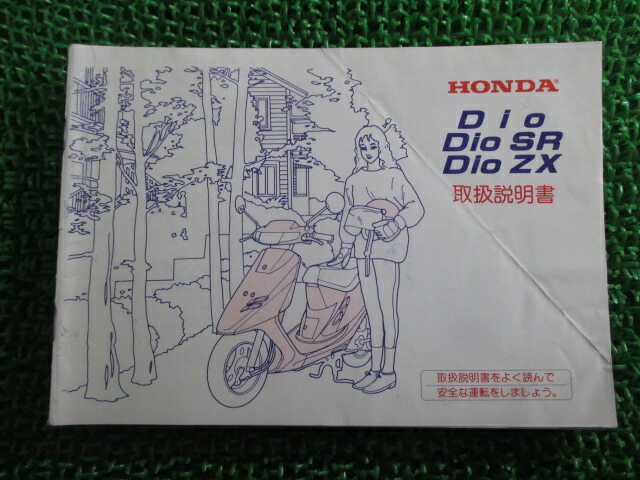 HONDA
Dio
Dio SR
Dio ZX
取扱説明書
取扱説明書をよく読んで
安全な運転をしましょう。